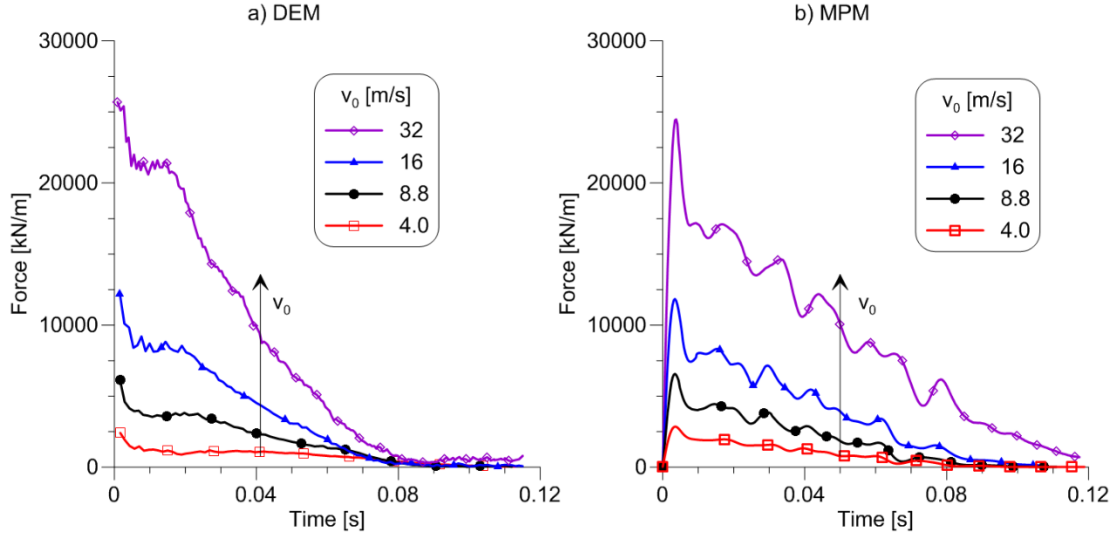 a) DEM
30000
20000
10000
0
Force [kN/m]
v₀ [m/s]
32
16
8.8
4.0
v₀
0
0.04
0.08
0.12
Time [s]
b) MPM
30000
20000
10000
0
Force [kN/m]
v₀ [m/s]
32
16
8.8
4.0
v₀
0
0.04
0.08
0.12
Time [s]